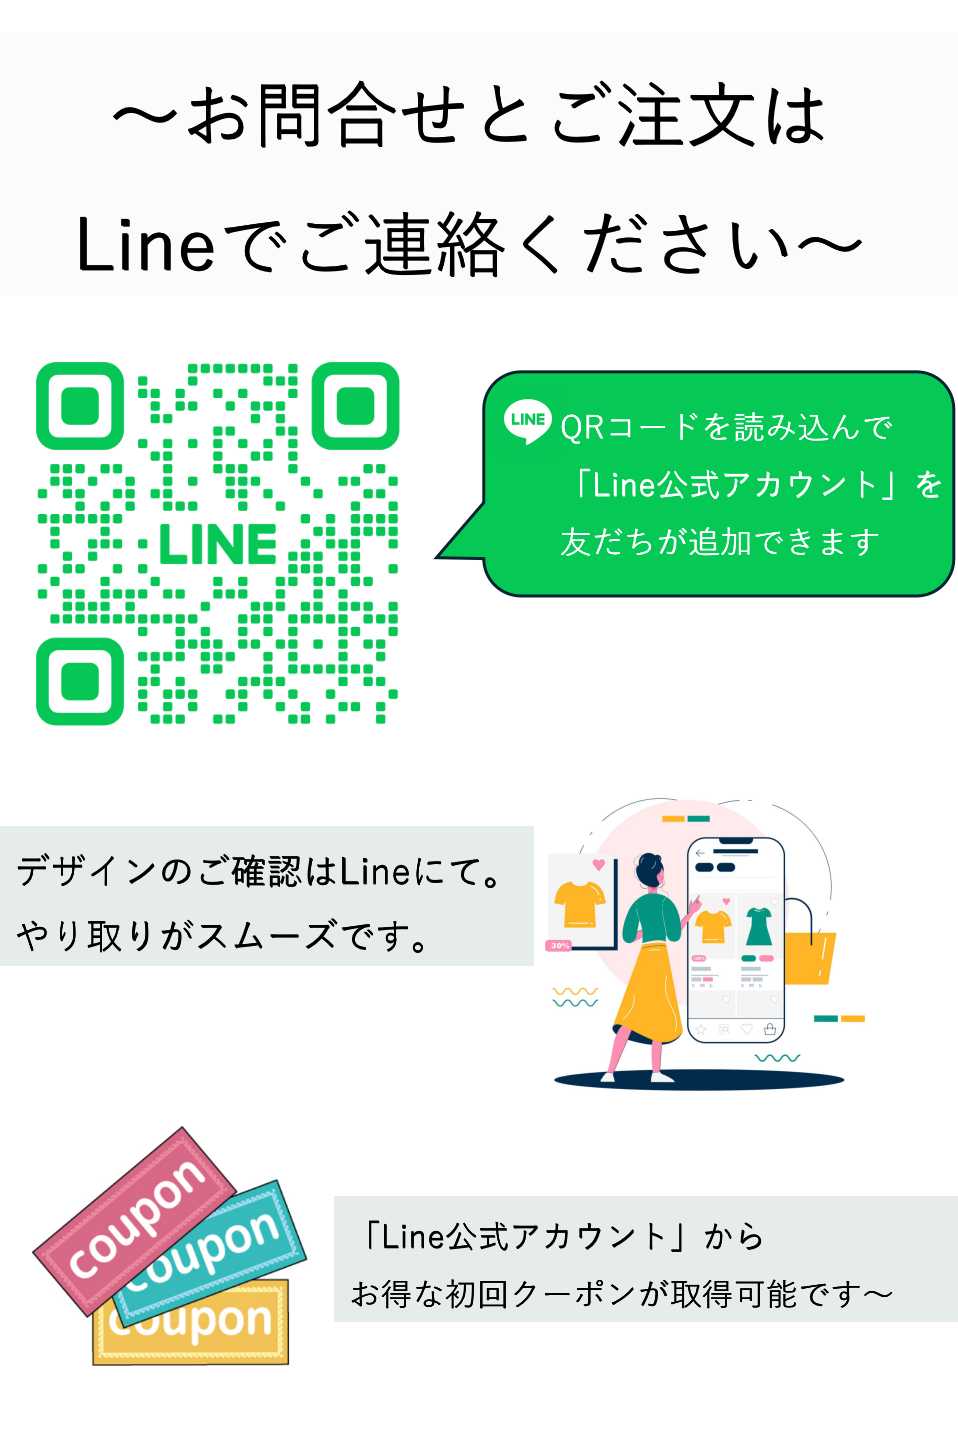 ～お問合せとご注文は
Lineでご連絡ください～
LINE
LINE
QRコードを読み込んで
「Line公式アカウント」を
友だちが追加できます
デザインのご確認はLineにて。
やり取りがスムーズです。
30%
coupon
coupon
coupon
「Line公式アカウント」から
お得な初回クーポンが取得可能です～